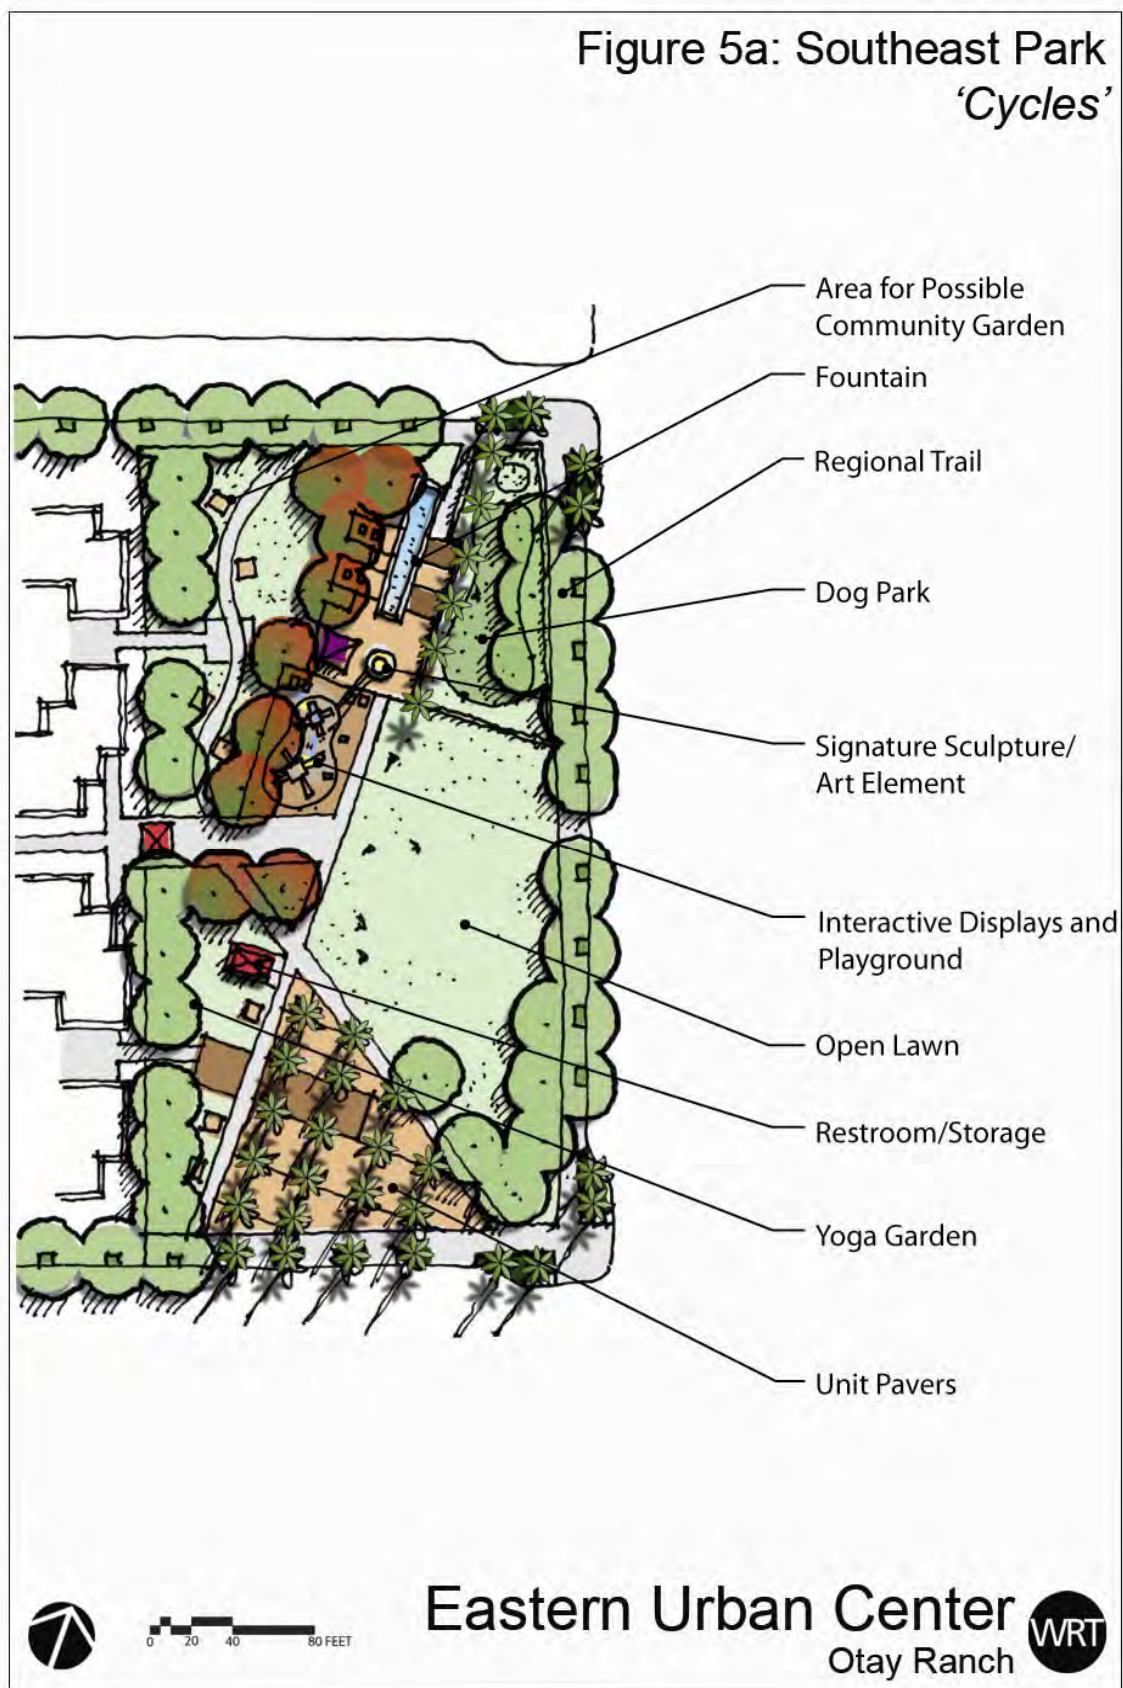 Figure 5a: Southeast Park
‘Cycles’
Area for Possible
Community Garden
Fountain
Regional Trail
Dog Park
Signature Sculpture/
Art Element
Interactive Displays and
Playground
Open Lawn
Restroom/Storage
Yoga Garden
Unit Pavers
0 20 40 80 FEET
Eastern Urban Center
Otay Ranch
WRT